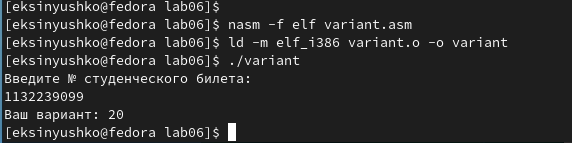 [eksinyushko@fedora lab06]$
[eksinyushko@fedora lab06]$ nasm -f elf variant.asm
[eksinyushko@fedora lab06]$ ld -m elf_i386 variant.o -o variant
[eksinyushko@fedora lab06]$ ./variant
Введите № студенческого билета:
1132239099
Ваш вариант: 20
[eksinyushko@fedora lab06]$